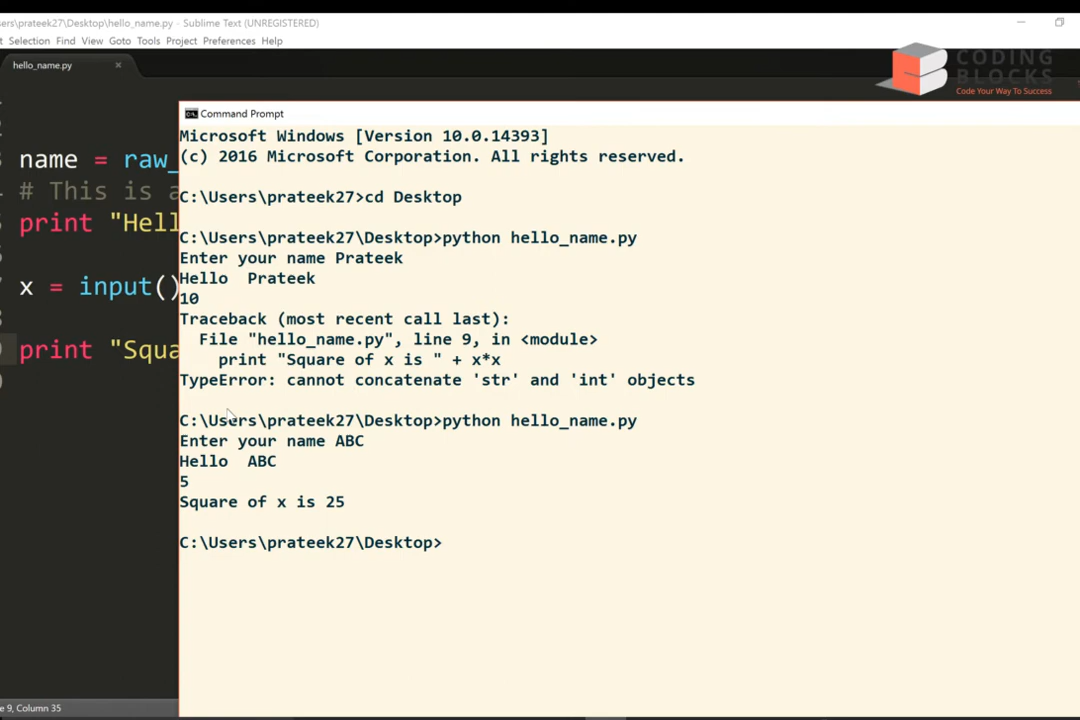 ers\prateek27\Desktop\hello_name.py - Sublime Text (UNREGISTERED)
t Selection Find View Goto Tools Project Preferences Help
hello_name.py ×
CODING
BLOCKS
Code Your Way To Success
Command Prompt
Microsoft Windows [Version 10.0.14393]
(c) 2016 Microsoft Corporation. All rights reserved.
C:\Users\prateek27>cd Desktop
C:\Users\prateek27\Desktop>python hello_name.py
Enter your name Prateek
Hello  Prateek
10
Traceback (most recent call last):
  File "hello_name.py", line 9, in <module>
    print "Square of x is " + x*x
TypeError: cannot concatenate 'str' and 'int' objects
C:\Users\prateek27\Desktop>python hello_name.py
Enter your name ABC
Hello  ABC
5
Square of x is 25
C:\Users\prateek27\Desktop>
name = raw_
# This is a
print "Hell
x = input()
print "Squa
e 9, Column 35